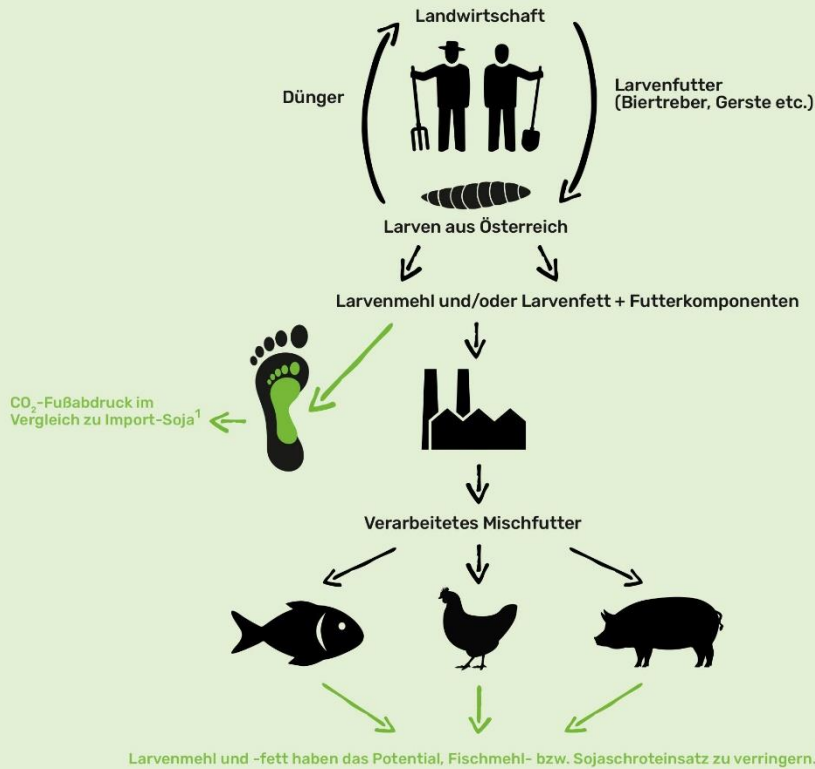 Landwirtschaft
Dünger
Larvenfutter
(Biertreber, Gerste etc.)
Larven aus Österreich
Larvenmehl und/oder Larvenfett + Futterkomponenten
CO₂-Fußabdruck im
Vergleich zu Import-Soja¹
Verarbeitetes Mischfutter
Larvenmehl und -fett haben das Potential, Fischmehl- bzw. Sojaschroteinsatz zu verringern.